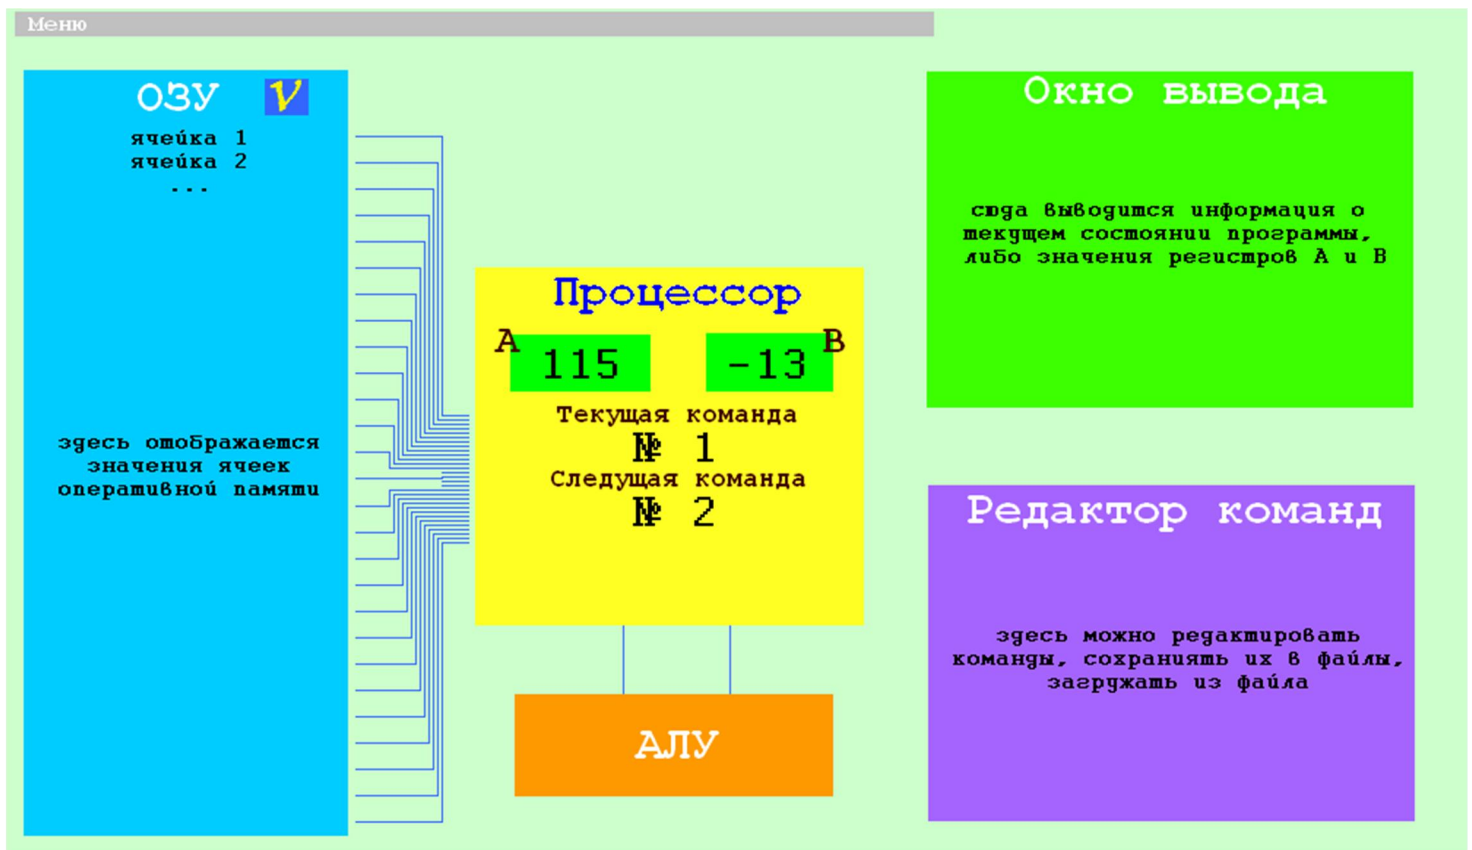 Меню
ОЗУ V
ячейка 1
ячейка 2
...
здесь отображается
значения ячеек
оперативной памяти
Процессор
A 115 -13 B
Текущая команда
№ 1
Следущая команда
№ 2
АЛУ
Окно вывода
сюда выводится информация о
текущем состоянии программы,
либо значения регистров A и B
Редактор команд
здесь можно редактировать
команды, сохраниять их в файлы,
загружать из файла